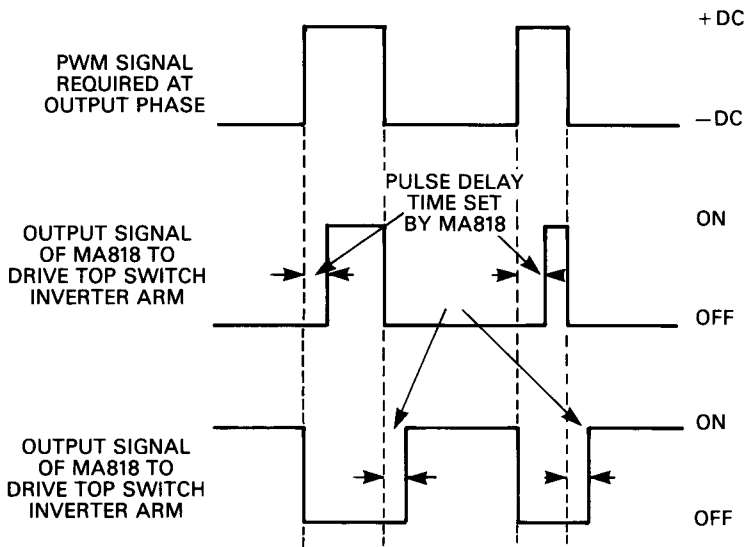 +DC
PWM SIGNAL
REQUIRED AT
OUTPUT PHASE
−DC
PULSE DELAY
TIME SET
BY MA818
ON
OUTPUT SIGNAL
OF MA818 TO
DRIVE TOP SWITCH
INVERTER ARM
OFF
ON
OUTPUT SIGNAL
OF MA818 TO
DRIVE TOP SWITCH
INVERTER ARM
OFF